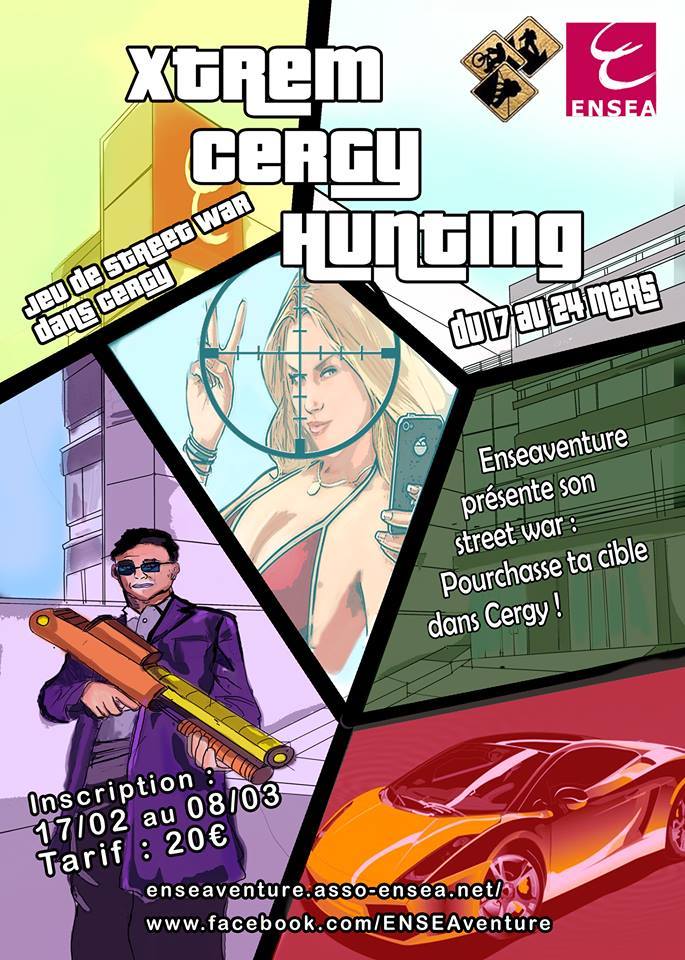 Xtrem
Cergy
Hunting
ENSEA
Jeu de street war
dans Cergy
du 17 au 24 mars
Enseaventure
présente son
street war :
Pourchasse ta cible
dans Cergy !
Inscription :
17/02 au 08/03
Tarif : 20€
enseaventure.asso-ensea.net/
www.facebook.com/ENSEAventure